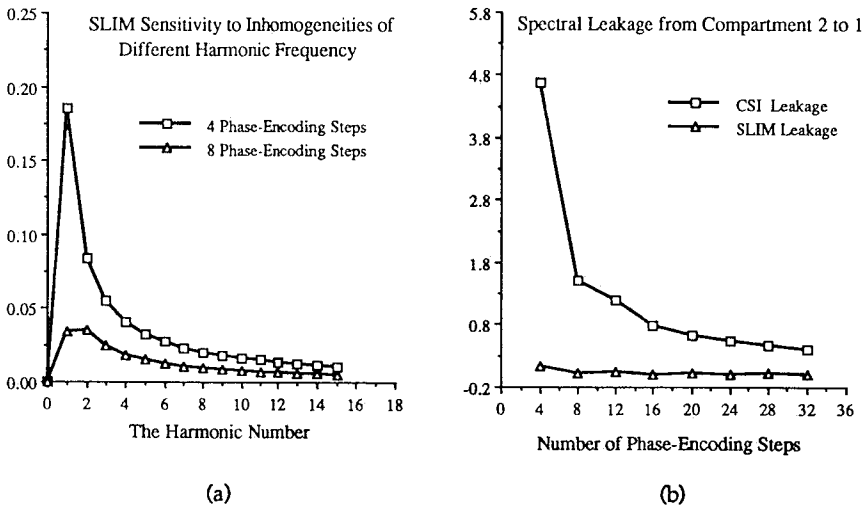 SLIM Sensitivity to Inhomogeneities of
Different Harmonic Frequency
0.25
0.20
0.15
0.10
0.05
0.00
4 Phase-Encoding Steps
8 Phase-Encoding Steps
0 2 4 6 8 10 12 14 16 18
The Harmonic Number
(a)
Spectral Leakage from Compartment 2 to 1
5.8
4.8
3.8
2.8
1.8
0.8
-0.2
CSI Leakage
SLIM Leakage
0 4 8 12 16 20 24 28 32 36
Number of Phase-Encoding Steps
(b)